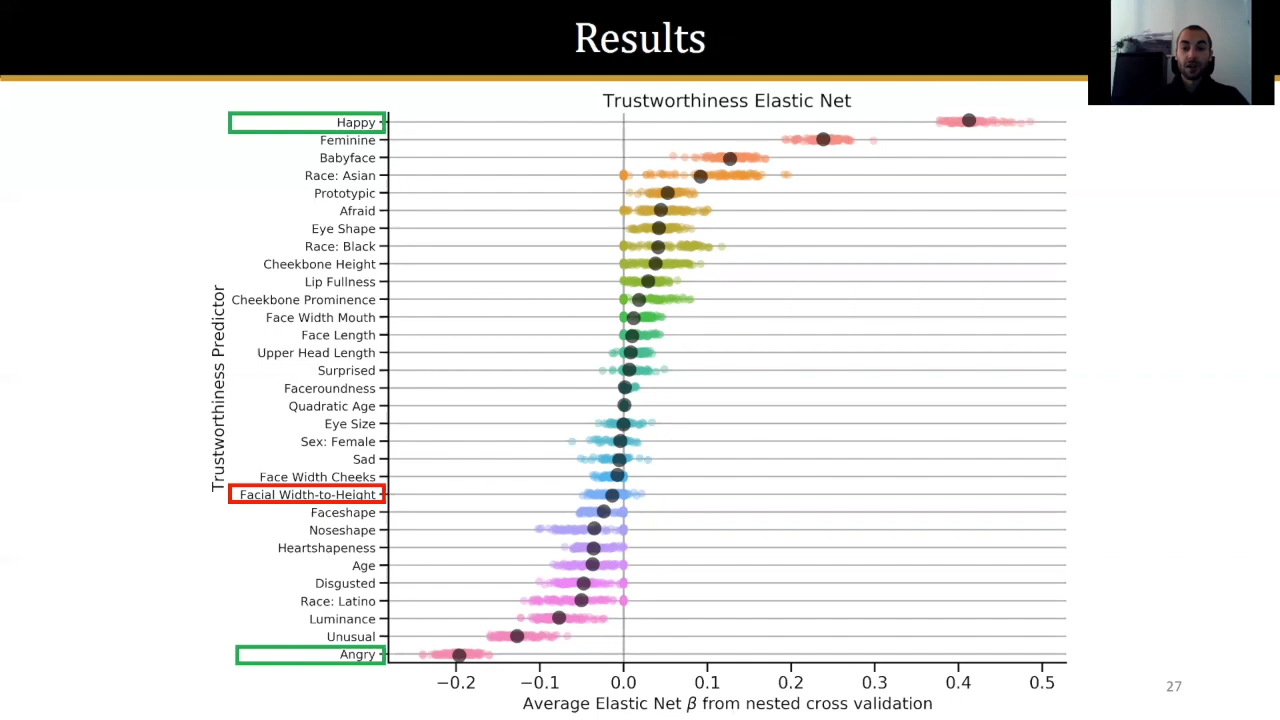 Results
Trustworthiness Elastic Net
Trustworthiness Predictor
Happy
Feminine
Babyface
Race: Asian
Prototypic
Afraid
Eye Shape
Race: Black
Cheekbone Height
Lip Fullness
Cheekbone Prominence
Face Width Mouth
Face Length
Upper Head Length
Surprised
Faceroundness
Quadratic Age
Eye Size
Sex: Female
Sad
Face Width Cheeks
Facial Width-to-Height
Faceshape
Noseshape
Heartshapeness
Age
Disgusted
Race: Latino
Luminance
Unusual
Angry
−0.2 −0.1 0.0 0.1 0.2 0.3 0.4 0.5
Average Elastic Net β from nested cross validation
27